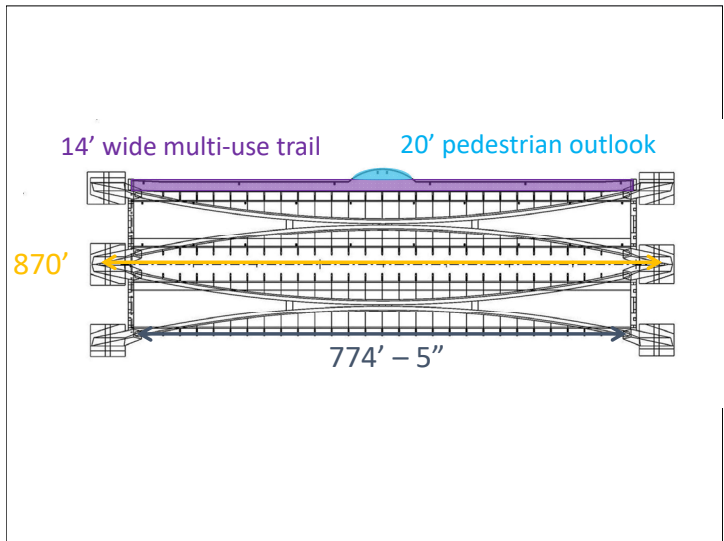 14’ wide multi-use trail
20’ pedestrian outlook
870’
774’ – 5”